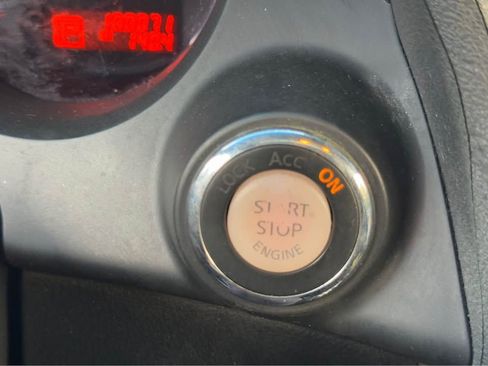 LOCK ACC ON
START
STOP
ENGINE